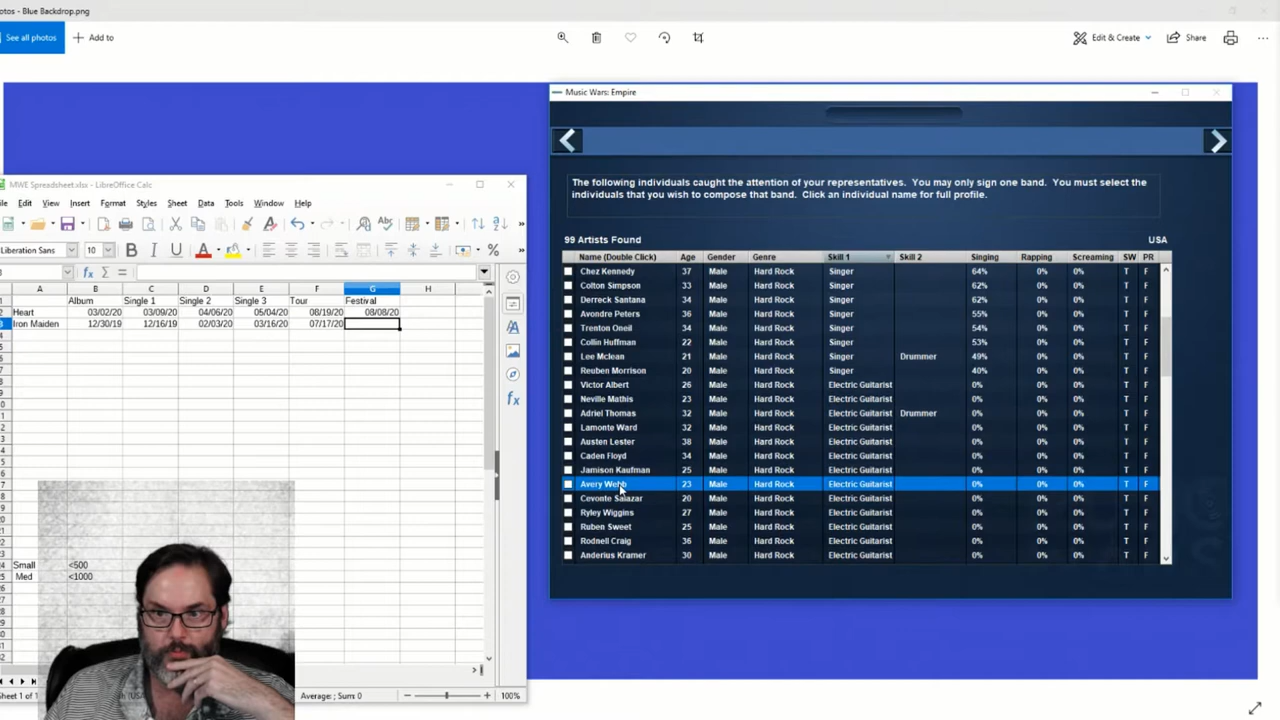 otos - Blue Backdrop.png
See all photos
Add to
Edit & Create
Share
Music Wars: Empire
The following individuals caught the attention of your representatives. You may only sign one band. You must select the
individuals that you wish to compose that band. Click an individual name for full profile.
99 Artists Found USA
Name (Double Click) Age Gender Genre Skill 1 Skill 2 Singing Rapping Screaming SW PR
Chez Kennedy 37 Male Hard Rock Singer 64% 0% 0% T F
Colton Simpson 33 Male Hard Rock Singer 62% 0% 0% T F
Derreck Santana 34 Male Hard Rock Singer 62% 0% 0% T F
Avondre Peters 36 Male Hard Rock Singer 55% 0% 0% T F
Trenton Oneil 34 Male Hard Rock Singer 54% 0% 0% T F
Collin Huffman 22 Male Hard Rock Singer 53% 0% 0% T F
Lee Mclean 21 Male Hard Rock Singer Drummer 49% 0% 0% T F
Reuben Morrison 20 Male Hard Rock Singer 40% 0% 0% T F
Victor Albert 26 Male Hard Rock Electric Guitarist 0% 0% 0% T F
Neville Mathis 23 Male Hard Rock Electric Guitarist 0% 0% 0% T F
Adriel Thomas 32 Male Hard Rock Electric Guitarist Drummer 0% 0% 0% T F
Lamonte Ward 32 Male Hard Rock Electric Guitarist 0% 0% 0% T F
Austen Lester 38 Male Hard Rock Electric Guitarist 0% 0% 0% T F
Caden Floyd 34 Male Hard Rock Electric Guitarist 0% 0% 0% T F
Jamison Kaufman 25 Male Hard Rock Electric Guitarist 0% 0% 0% T F
Avery Webb 23 Male Hard Rock Electric Guitarist 0% 0% 0% T F
Cevonte Salazar 20 Male Hard Rock Electric Guitarist 0% 0% 0% T F
Ryley Wiggins 27 Male Hard Rock Electric Guitarist 0% 0% 0% T F
Ruben Sweet 25 Male Hard Rock Electric Guitarist 0% 0% 0% T F
Rodnell Craig 36 Male Hard Rock Electric Guitarist 0% 0% 0% T F
Anderius Kramer 30 Male Hard Rock Electric Guitarist 0% 0% 0% T F
MWE Spreadsheet.xlsx - LibreOffice Calc
Edit View Insert Format Styles Sheet Data Tools Window Help
Liberation Sans 10
A B C D E F G H
Album Single 1 Single 2 Single 3 Tour Festival
Heart 03/02/20 03/09/20 04/06/20 05/04/20 08/19/20 08/08/20
Iron Maiden 12/30/19 12/16/19 02/03/20 03/16/20 07/17/20
Small <500
Med <1000
Sheet 1 of 1
Average: ; Sum: 0
100%